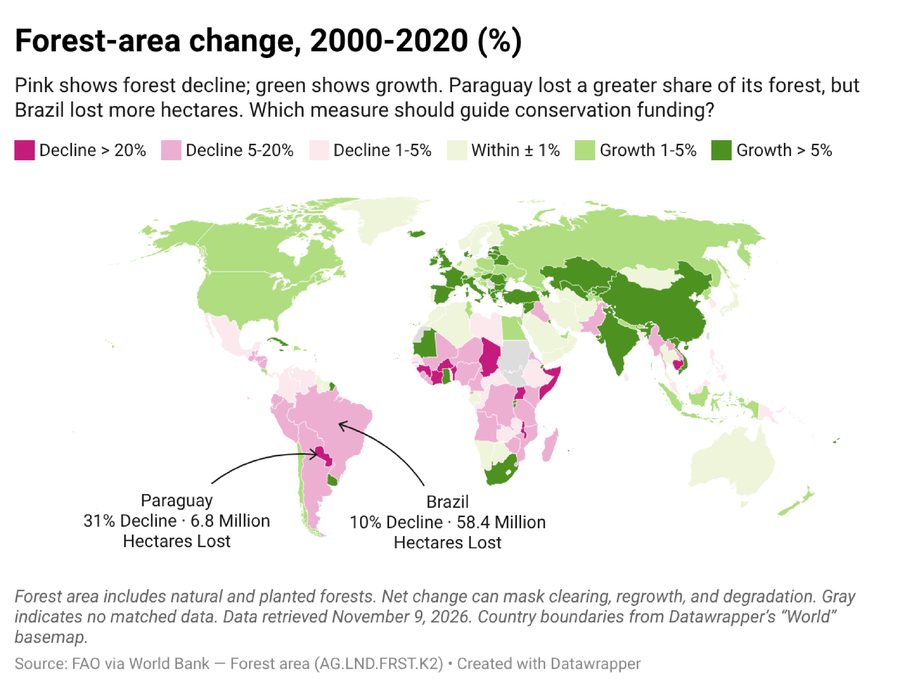 Forest-area change, 2000-2020 (%)
Pink shows forest decline; green shows growth. Paraguay lost a greater share of its forest, but
Brazil lost more hectares. Which measure should guide conservation funding?
Decline > 20% Decline 5-20% Decline 1-5% Within ± 1% Growth 1-5% Growth > 5%
Paraguay
31% Decline · 6.8 Million
Hectares Lost
Brazil
10% Decline · 58.4 Million
Hectares Lost
Forest area includes natural and planted forests. Net change can mask clearing, regrowth, and degradation. Gray
indicates no matched data. Data retrieved November 9, 2026. Country boundaries from Datawrapper’s “World”
basemap.
Source: FAO via World Bank — Forest area (AG.LND.FRST.K2) • Created with Datawrapper